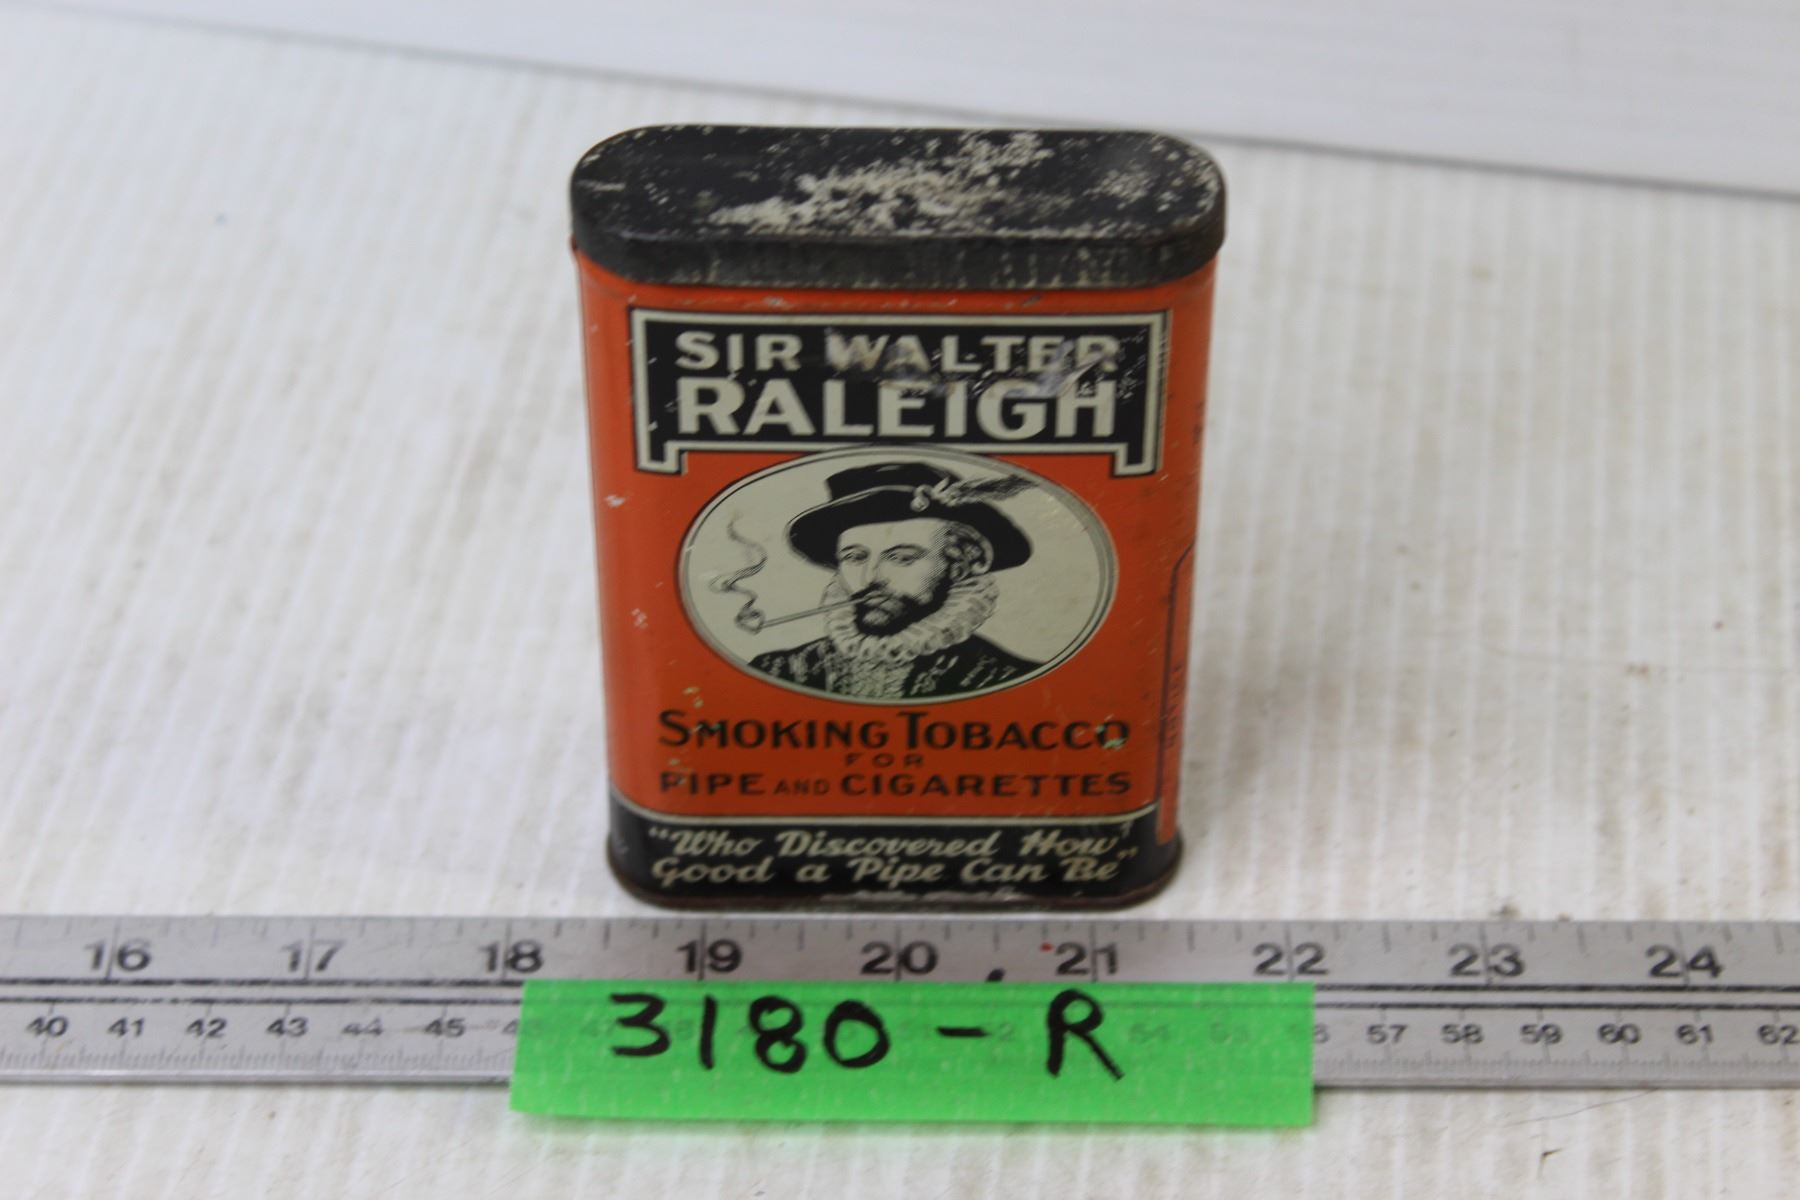 SIR WALTER
RALEIGH
SMOKING TOBACCO
FOR
PIPE AND CIGARETTES
"Who Discovered How
Good a Pipe Can Be"
16 17 18 19 20 21 22 23 24
40 41 42 43 44 45 57 58 59 60 61 62
3180-R